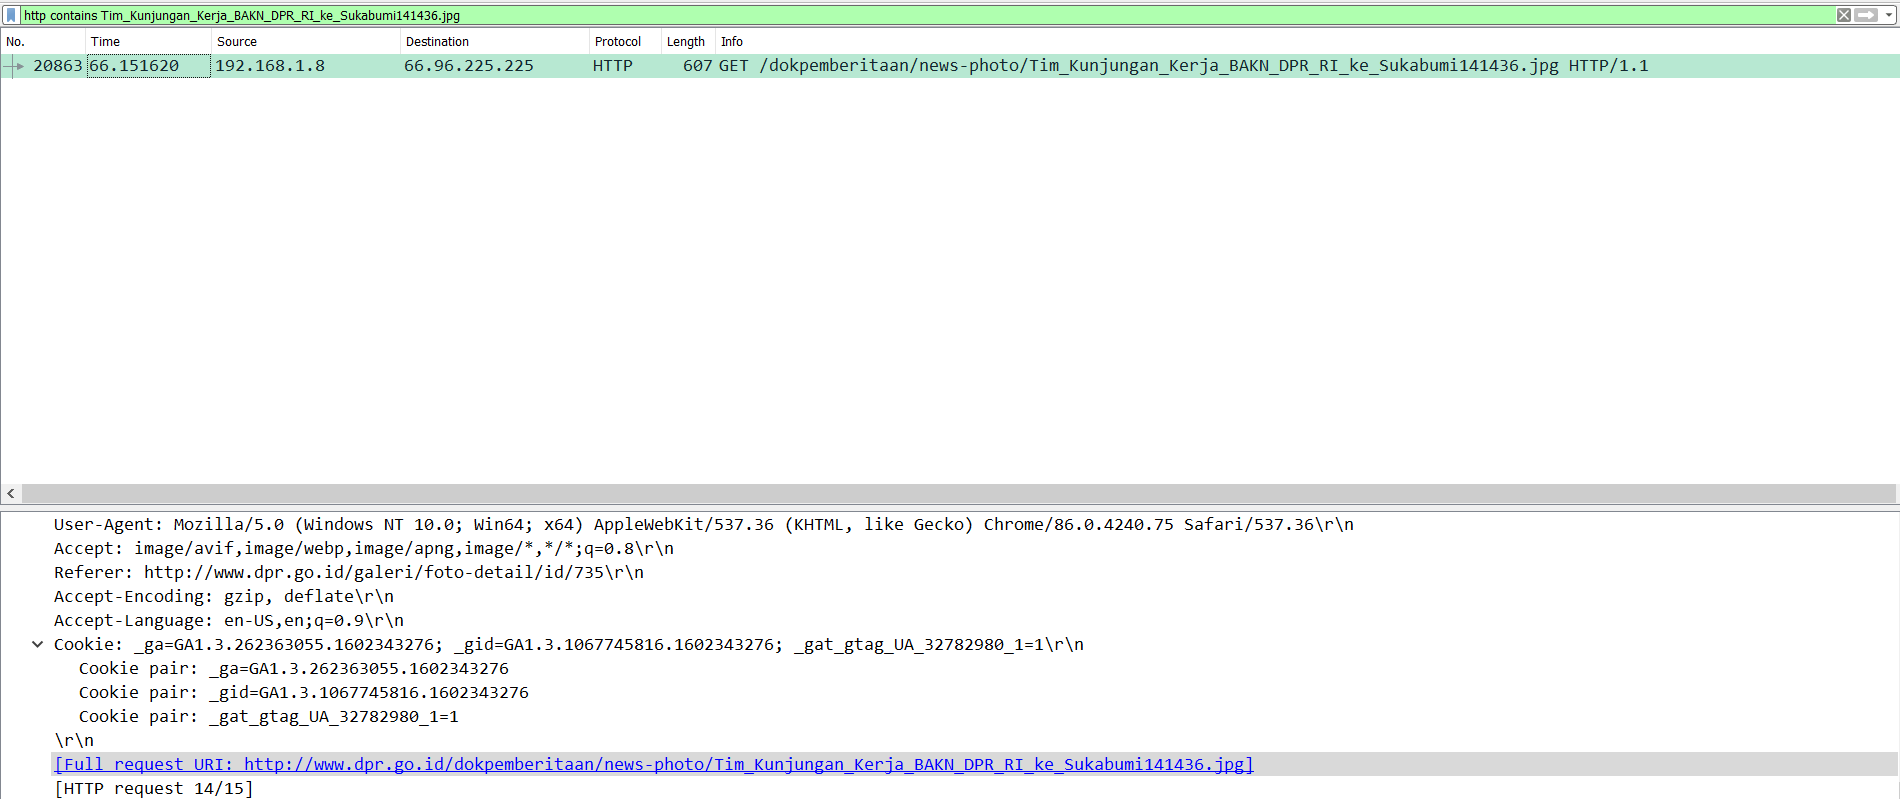 http contains Tim_Kunjungan_Kerja_BAKN_DPR_RI_ke_Sukabumi141436.jpg
No. Time Source Destination Protocol Length Info
20863 66.151620 192.168.1.8 66.96.225.225 HTTP 607 GET /dokpemberitaan/news-photo/Tim_Kunjungan_Kerja_BAKN_DPR_RI_ke_Sukabumi141436.jpg HTTP/1.1
User-Agent: Mozilla/5.0 (Windows NT 10.0; Win64; x64) AppleWebKit/537.36 (KHTML, like Gecko) Chrome/86.0.4240.75 Safari/537.36\r\n
Accept: image/avif,image/webp,image/apng,image/*,*/*;q=0.8\r\n
Referer: http://www.dpr.go.id/galeri/foto-detail/id/735\r\n
Accept-Encoding: gzip, deflate\r\n
Accept-Language: en-US,en;q=0.9\r\n
Cookie: _ga=GA1.3.262363055.1602343276; _gid=GA1.3.1067745816.1602343276; _gat_gtag_UA_32782980_1=1\r\n
Cookie pair: _ga=GA1.3.262363055.1602343276
Cookie pair: _gid=GA1.3.1067745816.1602343276
Cookie pair: _gat_gtag_UA_32782980_1=1
\r\n
[Full request URI: http://www.dpr.go.id/dokpemberitaan/news-photo/Tim_Kunjungan_Kerja_BAKN_DPR_RI_ke_Sukabumi141436.jpg]
[HTTP request 14/15]